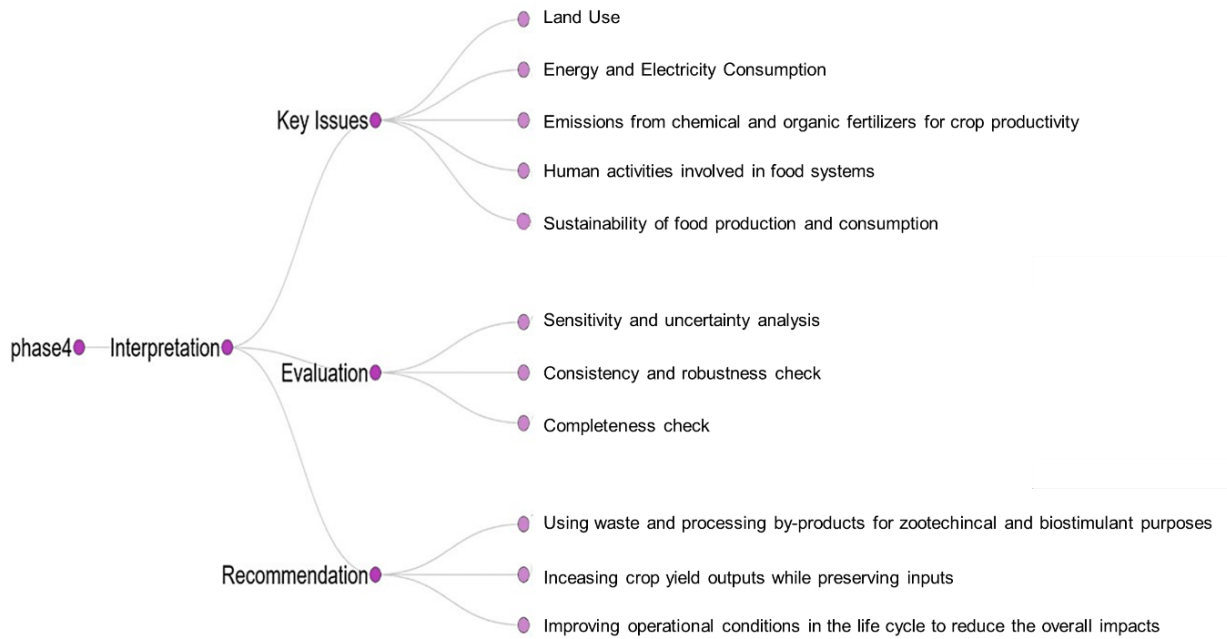 Land Use
Energy and Electricity Consumption
Key Issues
Emissions from chemical and organic fertilizers for crop productivity
Human activities involved in food systems
Sustainability of food production and consumption
phase4
Interpretation
Sensitivity and uncertainty analysis
Evaluation
Consistency and robustness check
Completeness check
Using waste and processing by-products for zootechincal and biostimulant purposes
Recommendation
Inceasing crop yield outputs while preserving inputs
Improving operational conditions in the life cycle to reduce the overall impacts